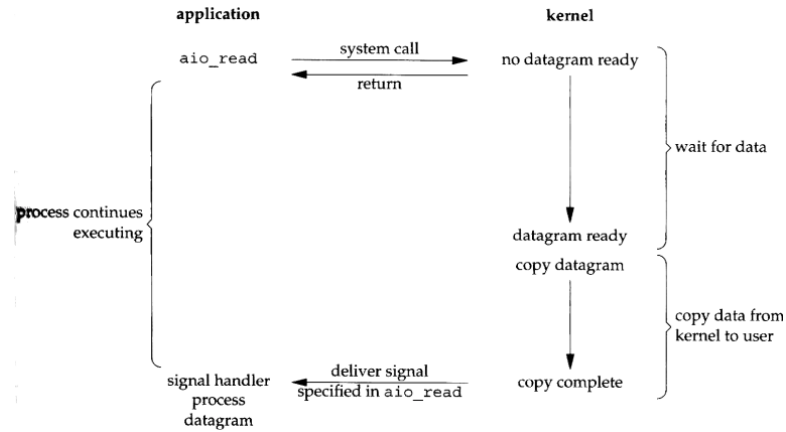 application
kernel
aio_read
system call
no datagram ready
return
wait for data
process continues
executing
datagram ready
copy datagram
copy data from
kernel to user
deliver signal
signal handler
specified in aio_read
copy complete
process
datagram